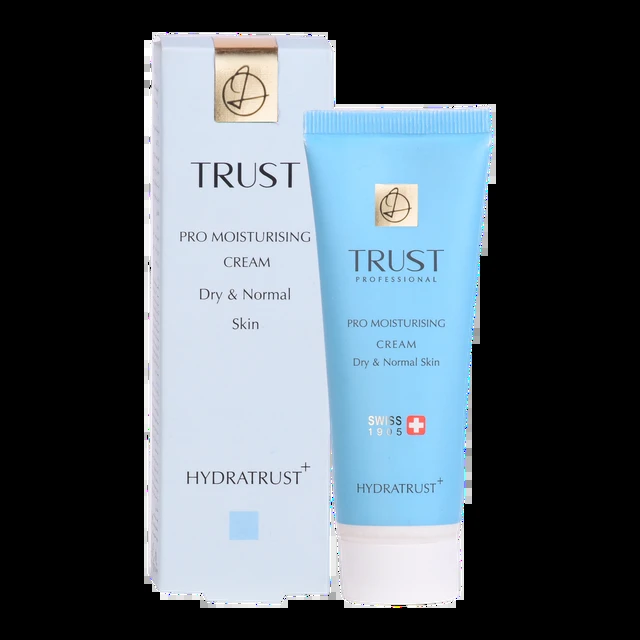 TRUST
PRO MOISTURISING
CREAM
Dry & Normal
Skin
HYDRATRUST+
TRUST
PROFESSIONAL
PRO MOISTURISING
CREAM
Dry & Normal Skin
SWISS
1905
HYDRATRUST+